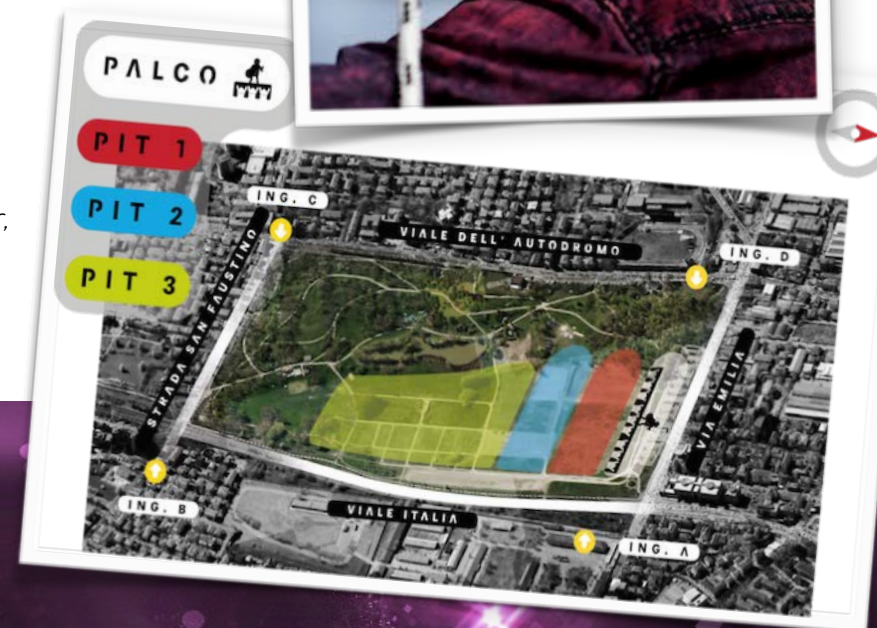 PALCO
PIT 1
PIT 2
PIT 3
ING. C
VIALE DELL' AUTODROMO
ING. D
STRADA SAN FAUSTINO
VIA EMILIA
ING. B
VIALE ITALIA
ING. A